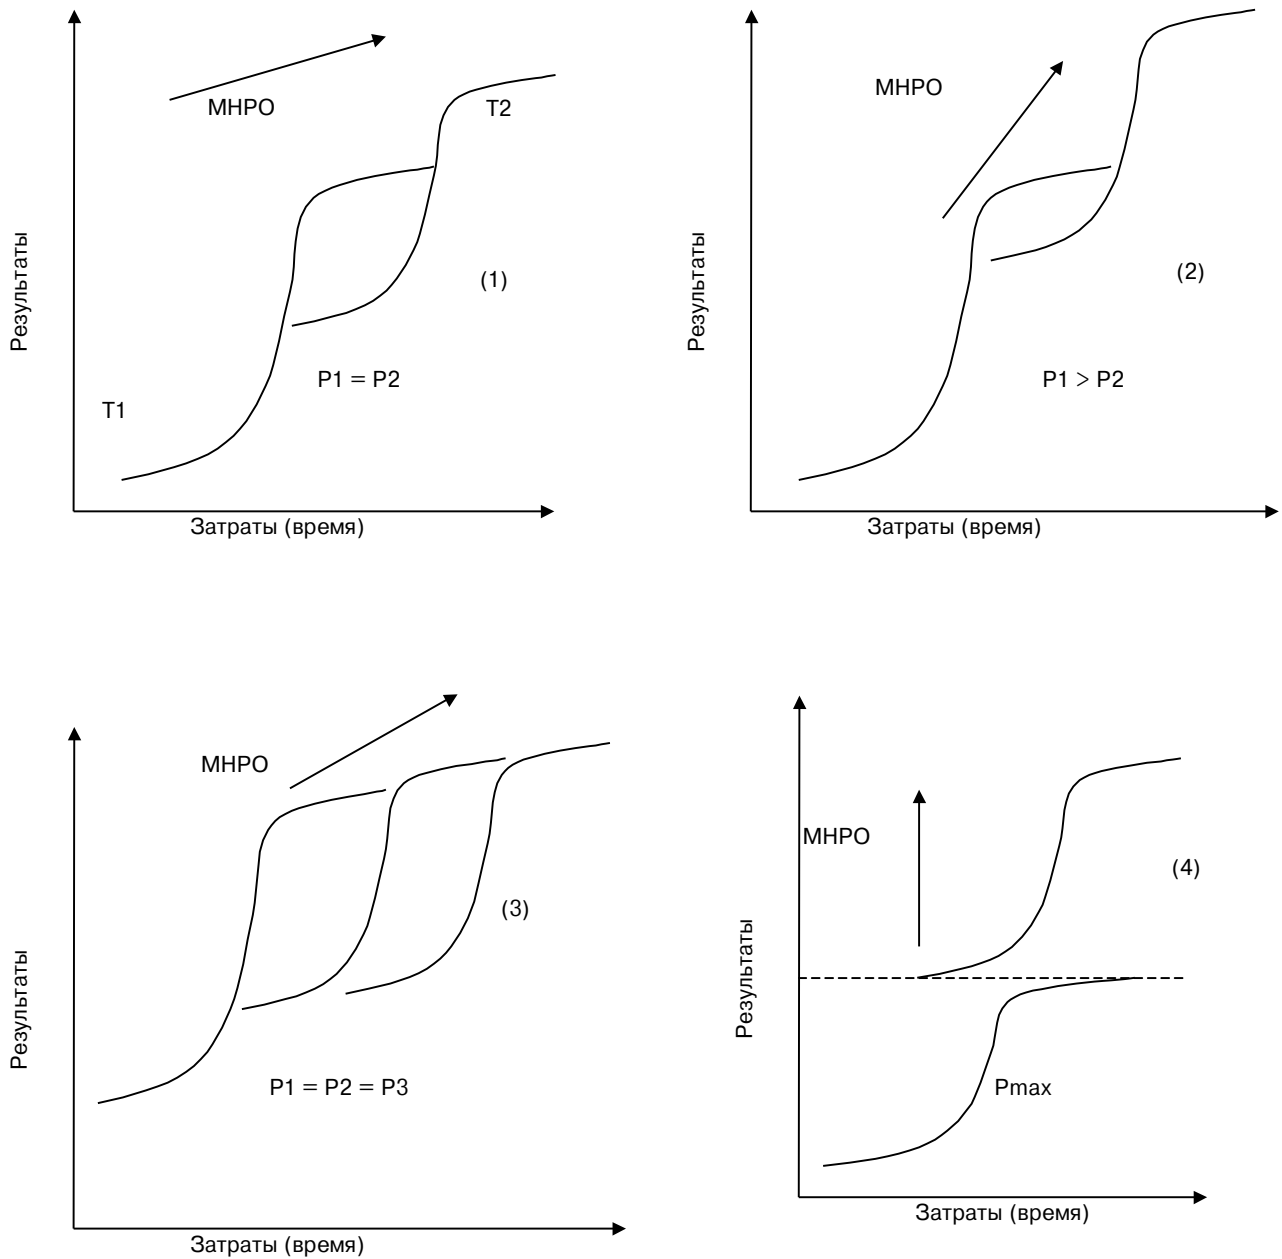 МНРО
Т2
Результаты
(1)
Р1 = Р2
Т1
Затраты (время)
МНРО
Результаты
(2)
Р1 > Р2
Затраты (время)
МНРО
Результаты
(3)
Р1 = Р2 = Р3
Затраты (время)
МНРО
(4)
Результаты
Pmax
Затраты (время)